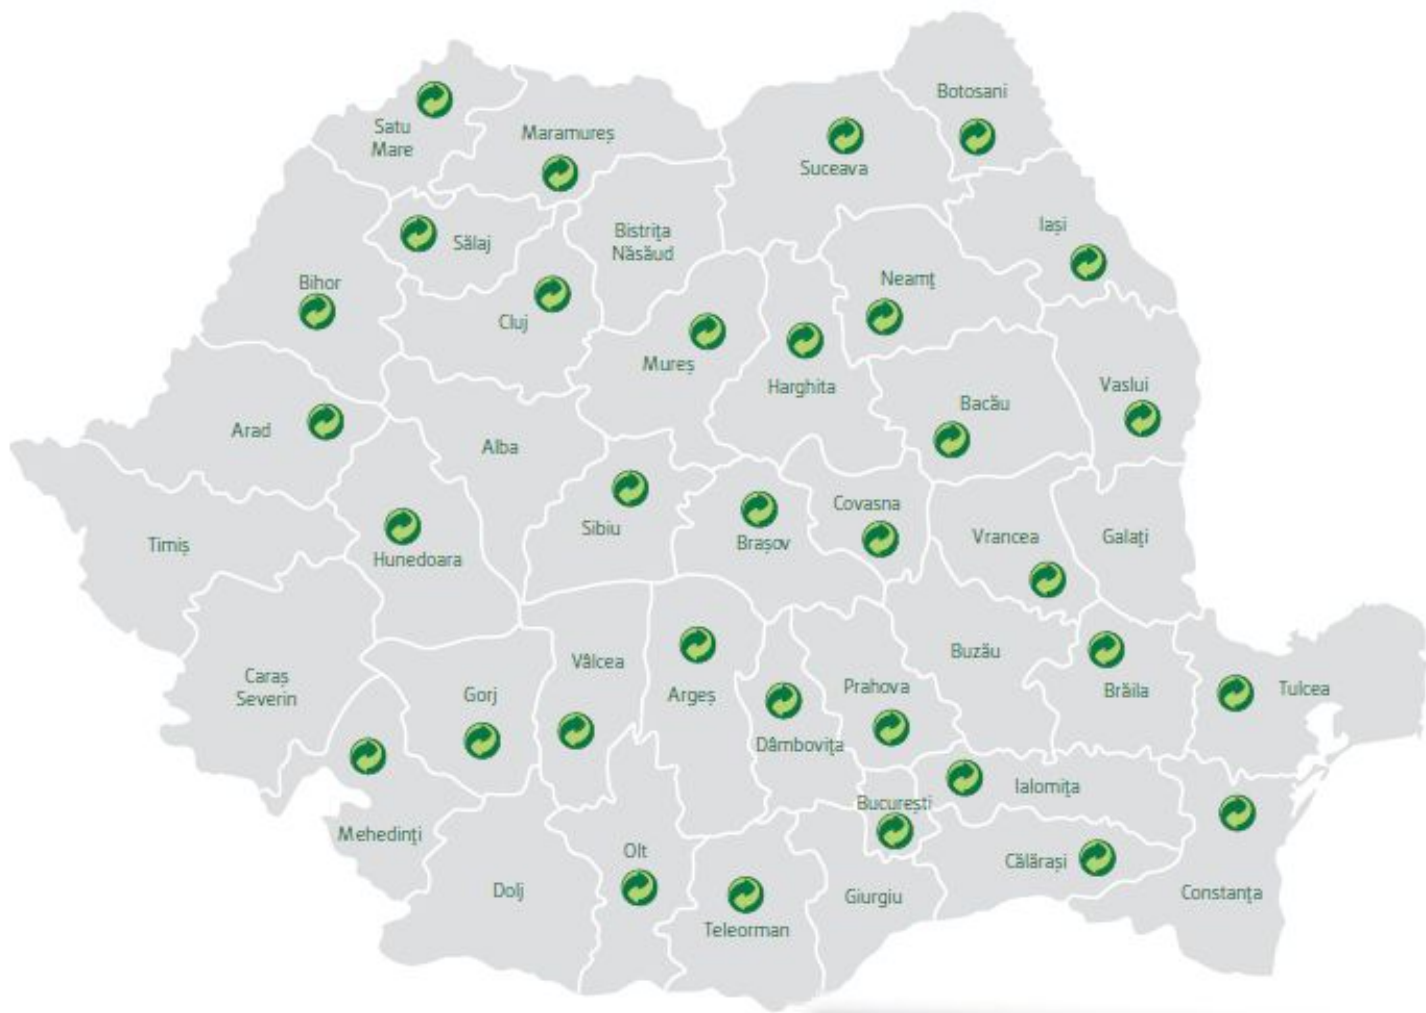 Botosani
Satu
Mare
Maramureș
Suceava
Iași
Bistrița
Năsăud
Sălaj
Neamț
Bihor
Cluj
Mureș
Harghita
Vaslui
Bacău
Arad
Alba
Covasna
Sibiu
Brașov
Vrancea
Galați
Timiș
Hunedoara
Vâlcea
Buzău
Caraș
Severin
Gorj
Argeș
Prahova
Brăila
Tulcea
Dâmbovița
Ialomița
București
Mehedinți
Olt
Călărași
Dolj
Giurgiu
Constanța
Teleorman